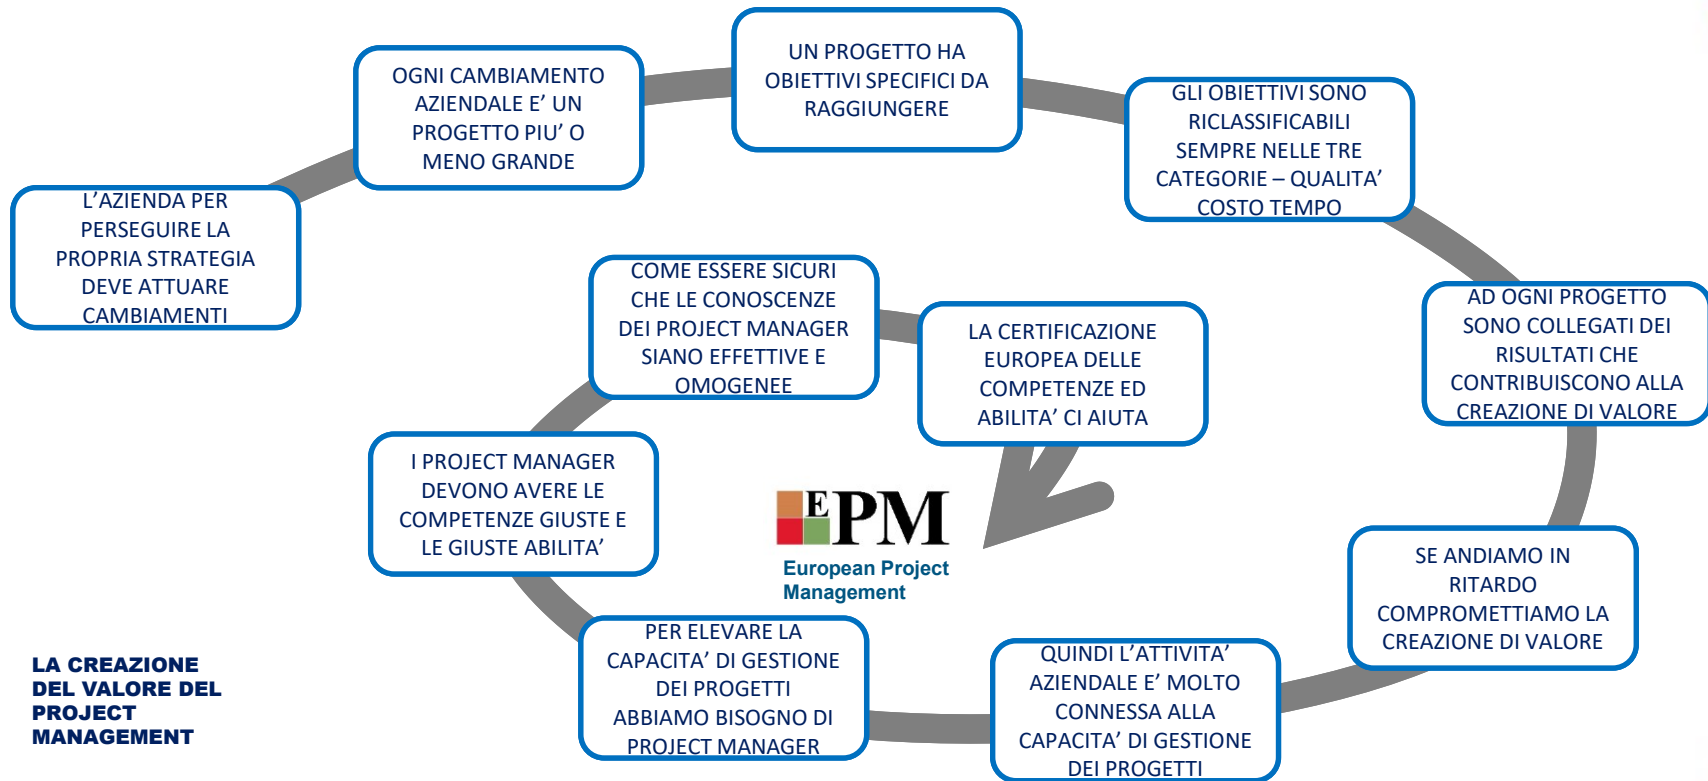 L’AZIENDA PER
PERSEGUIRE LA
PROPRIA STRATEGIA
DEVE ATTUARE
CAMBIAMENTI
OGNI CAMBIAMENTO
AZIENDALE E’ UN
PROGETTO PIU’ O
MENO GRANDE
UN PROGETTO HA
OBIETTIVI SPECIFICI DA
RAGGIUNGERE
GLI OBIETTIVI SONO
RICLASSIFICABILI
SEMPRE NELLE TRE
CATEGORIE – QUALITA’
COSTO TEMPO
AD OGNI PROGETTO
SONO COLLEGATI DEI
RISULTATI CHE
CONTRIBUISCONO ALLA
CREAZIONE DI VALORE
SE ANDIAMO IN
RITARDO
COMPROMETTIAMO LA
CREAZIONE DI VALORE
QUINDI L’ATTIVITA’
AZIENDALE E’ MOLTO
CONNESSA ALLA
CAPACITA’ DI GESTIONE
DEI PROGETTI
PER ELEVARE LA
CAPACITA’ DI GESTIONE
DEI PROGETTI
ABBIAMO BISOGNO DI
PROJECT MANAGER
I PROJECT MANAGER
DEVONO AVERE LE
COMPETENZE GIUSTE E
LE GIUSTE ABILITA’
COME ESSERE SICURI
CHE LE CONOSCENZE
DEI PROJECT MANAGER
SIANO EFFETTIVE E
OMOGENEE
LA CERTIFICAZIONE
EUROPEA DELLE
COMPETENZE ED
ABILITA’ CI AIUTA
EPM
European Project
Management
LA CREAZIONE
DEL VALORE DEL
PROJECT
MANAGEMENT